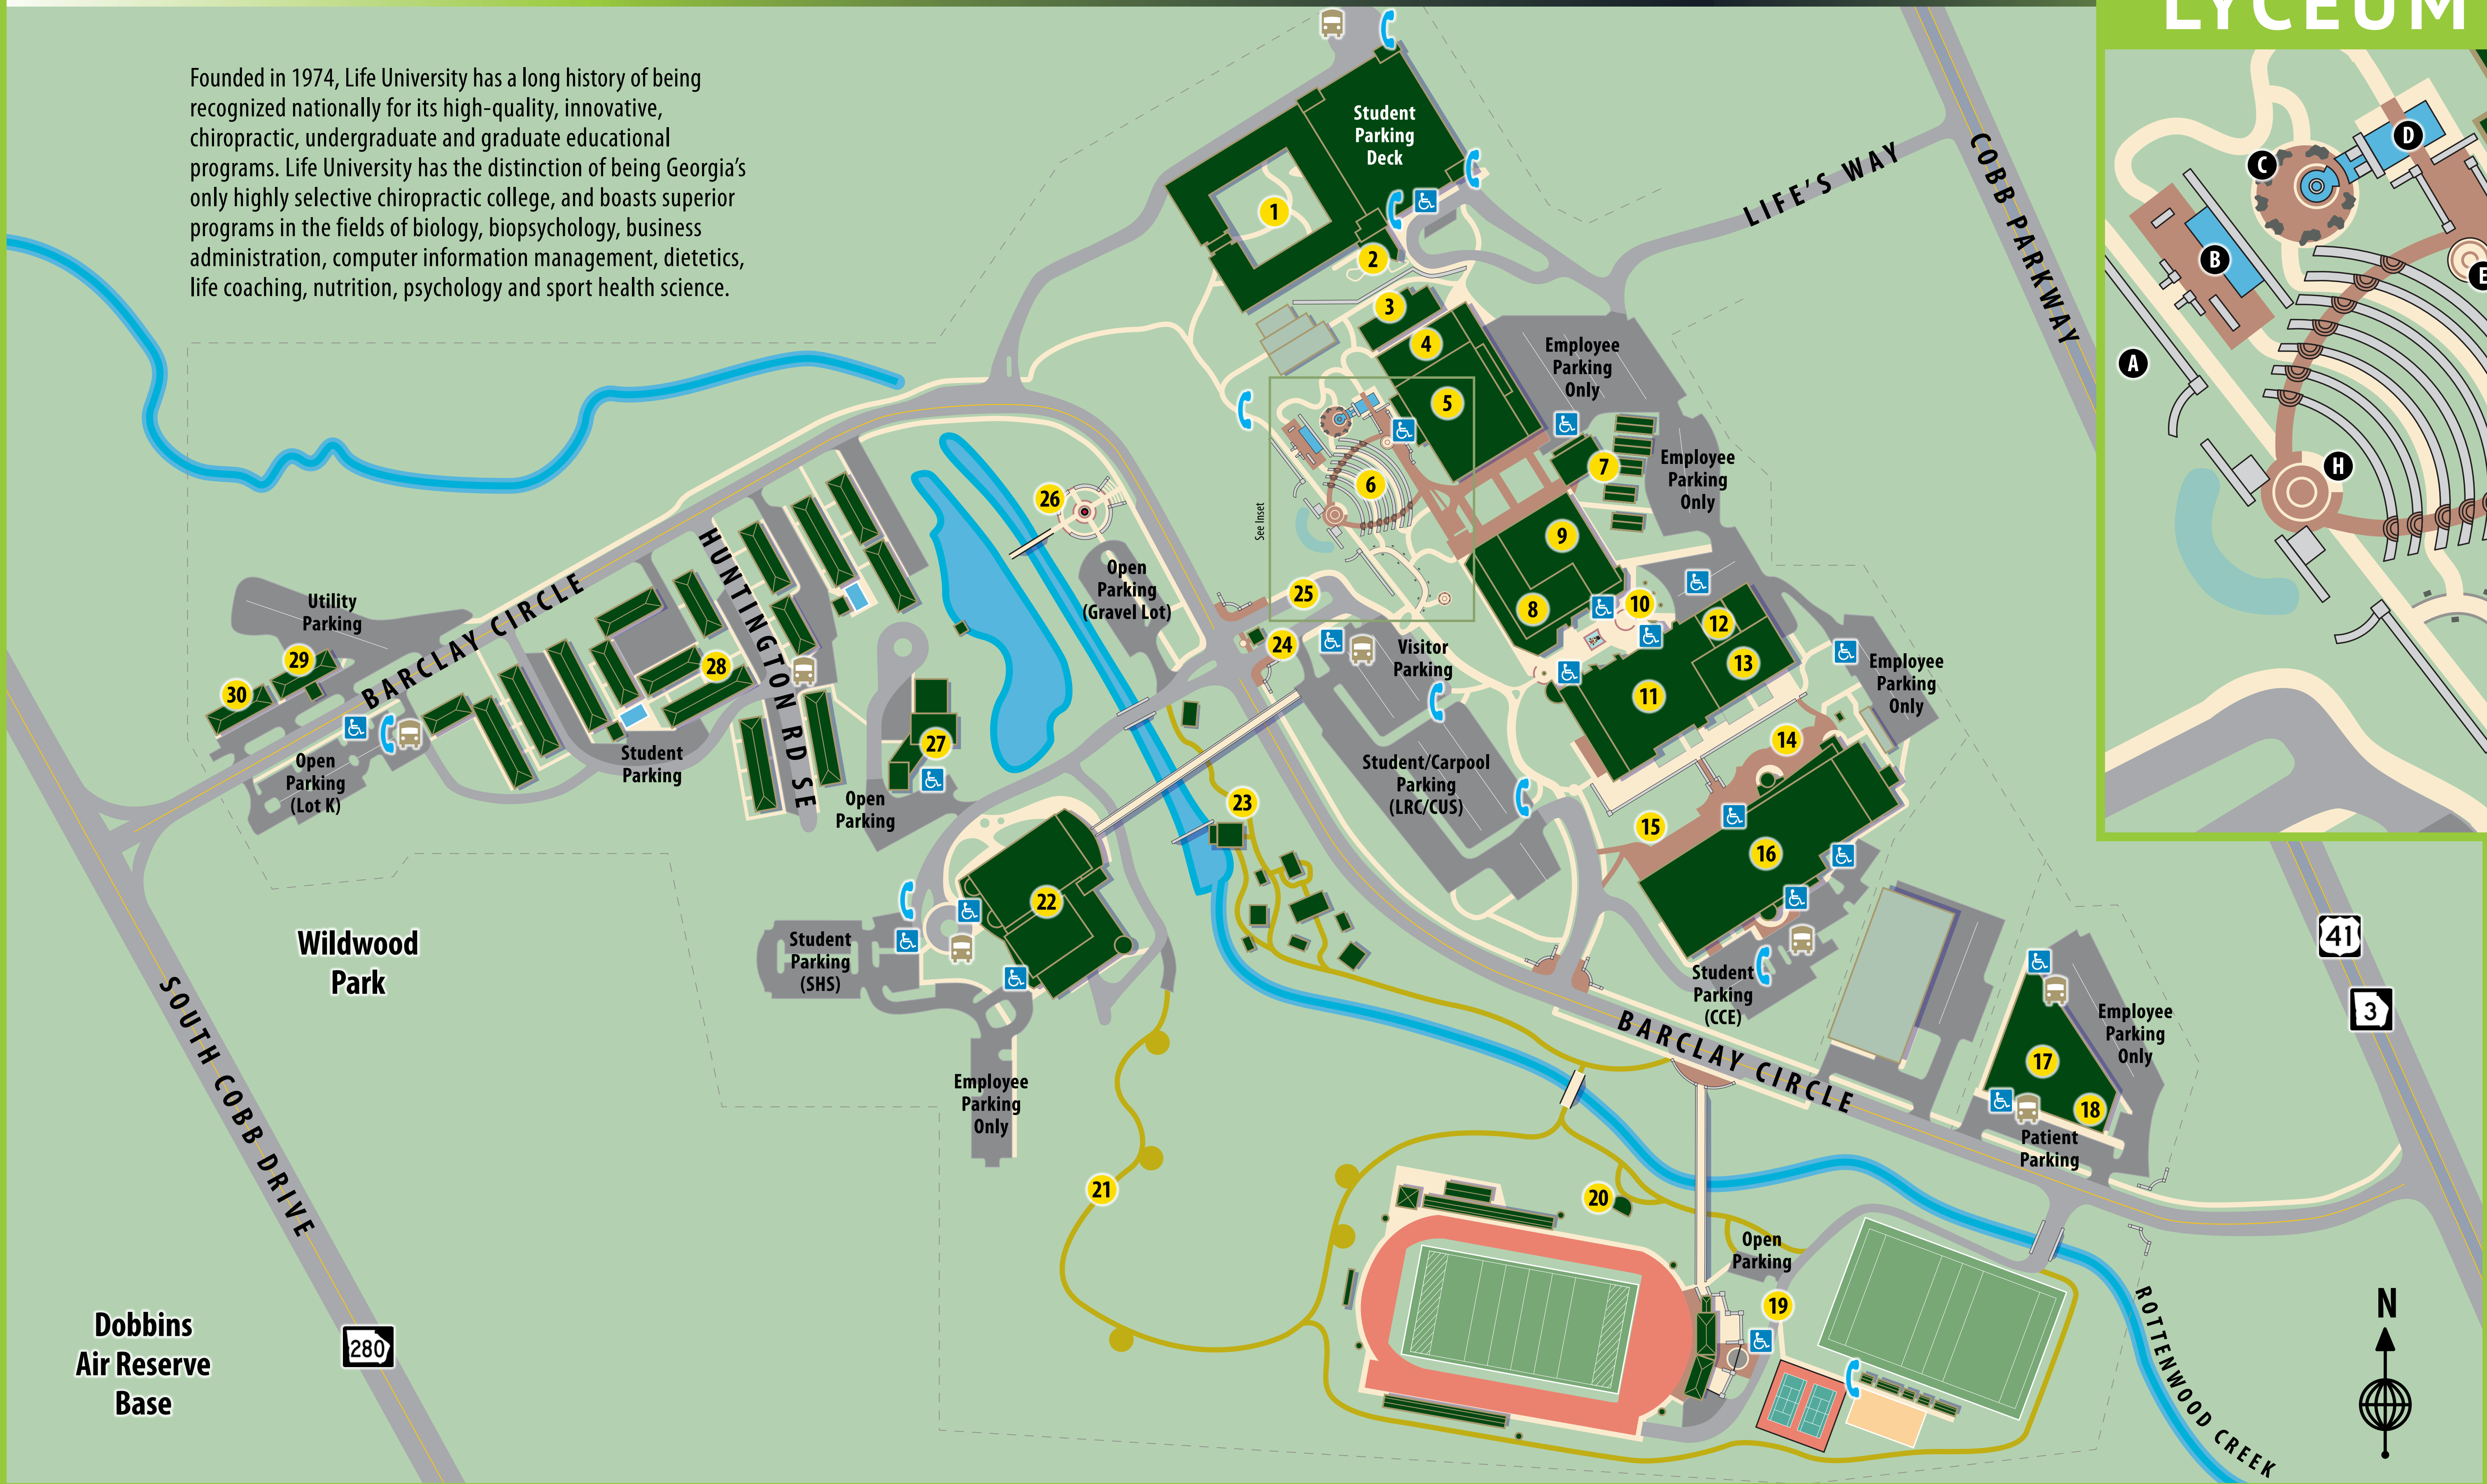 LYCEUM
Founded in 1974, Life University has a long history of being
recognized nationally for its high-quality, innovative,
chiropractic, undergraduate and graduate educational
programs. Life University has the distinction of being Georgia's
only highly selective chiropractic college, and boasts superior
programs in the fields of biology, biopsychology, business
administration, computer information management, dietetics,
life coaching, nutrition, psychology and sport health science.
Student
Parking
Deck
1
2
3
4
5
6
7
8
9
10
11
12
13
14
15
16
17
18
19
20
21
22
23
24
25
26
27
28
29
30
LIFE'S WAY
COBB PARKWAY
Employee
Parking
Only
Employee
Parking
Only
See Inset
Open
Parking
(Gravel Lot)
HUNTINGTON RD SE
BARCLAY CIRCLE
Utility
Parking
Open
Parking
(Lot K)
Student
Parking
Open
Parking
Visitor
Parking
Student/Carpool
Parking
(LRC/CUS)
Employee
Parking
Only
Wildwood
Park
Student
Parking
(SHS)
Student
Parking
(CCE)
BARCLAY CIRCLE
Employee
Parking
Only
Employee
Parking
Only
Patient
Parking
SOUTH COBB DRIVE
Open
Parking
Dobbins
Air Reserve
Base
280
41
3
ROTTENWOOD CREEK
N
A
B
C
D
E
H